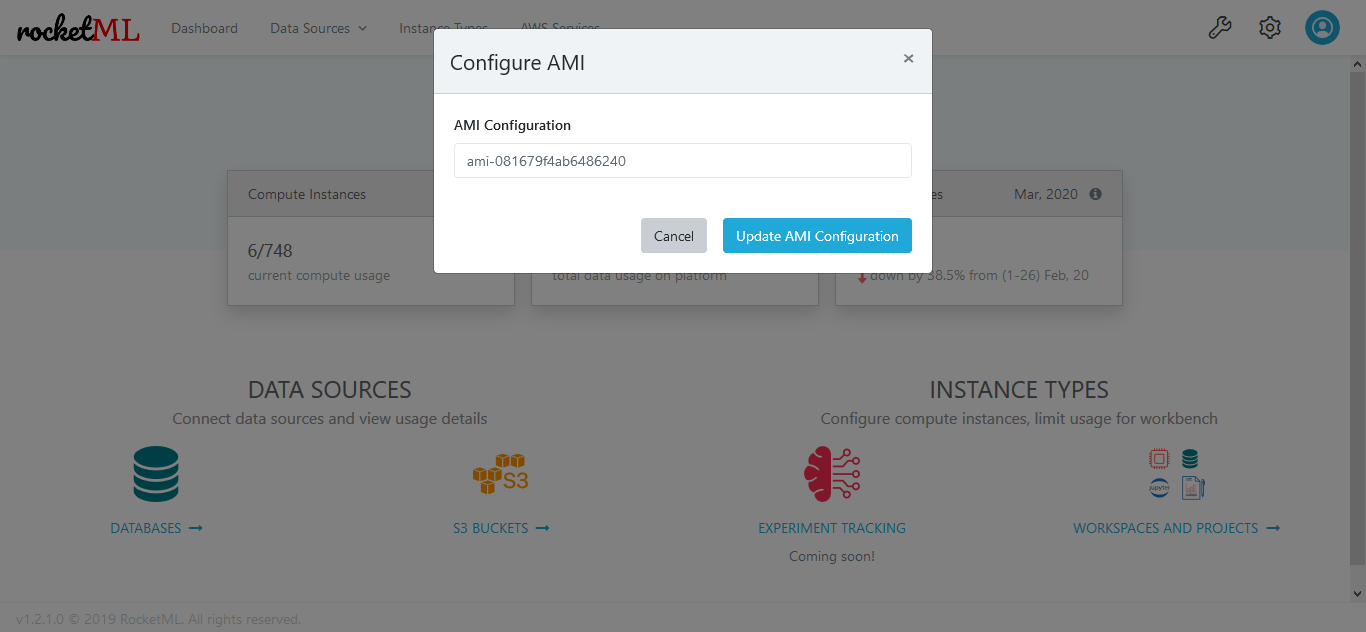 rocketML Dashboard Data Sources Instance Types AWS Services
Configure AMI ×
AMI Configuration
ami-081679f4ab6486240
Cancel Update AMI Configuration
Compute Instances Mar, 2020
6/748
current compute usage total data usage on platform down by 38.5% from (1-26) Feb, 20
DATA SOURCES INSTANCE TYPES
Connect data sources and view usage details Configure compute instances, limit usage for workbench
S3
jupyter
DATABASES → S3 BUCKETS → EXPERIMENT TRACKING WORKSPACES AND PROJECTS →
Coming soon!
v1.2.1.0 © 2019 RocketML. All rights reserved.